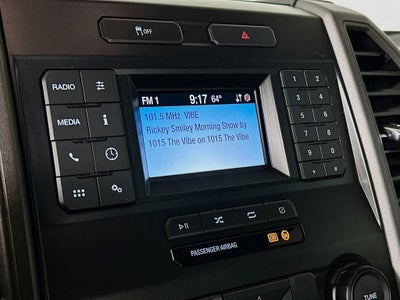 OFF
RADIO
MEDIA
FM 1 9:17 64°
101.5 MHz VIBE
Rickey Smiley Morning Show by
1015 The Vibe on 1015 The Vibe
1 2
3 4
5 6
7 8
9 0
* #
PASSENGER AIRBAG
TUNE